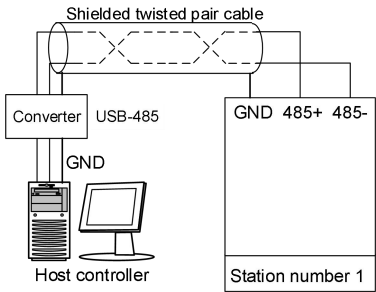 Shielded twisted pair cable
GND 485+ 485-
Converter USB-485
GND
Host controller
Station number 1